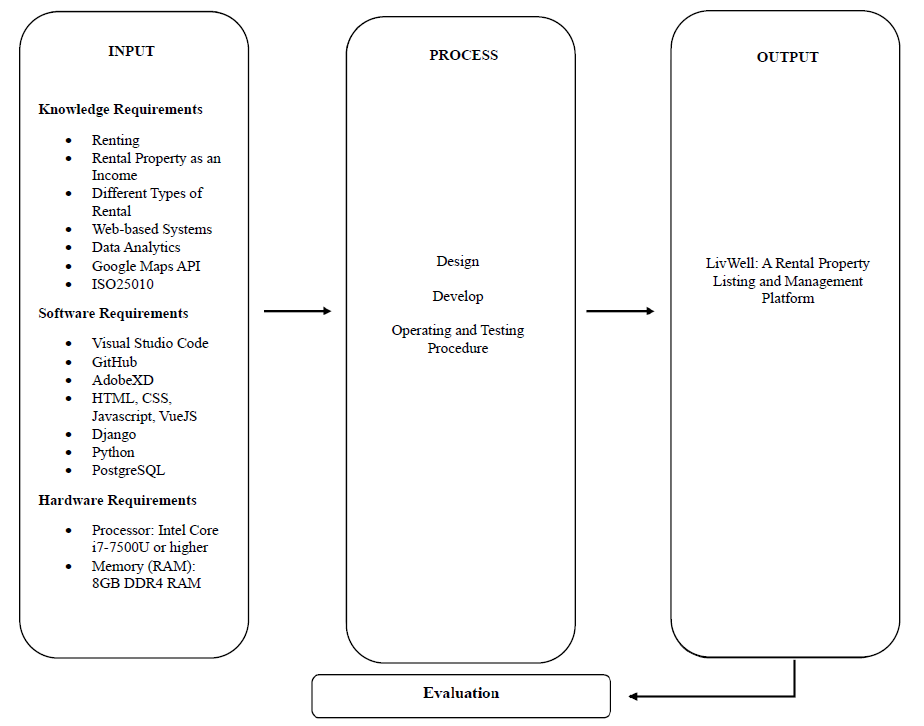 INPUT
Knowledge Requirements
• Renting
• Rental Property as an
Income
• Different Types of
Rental
• Web-based Systems
• Data Analytics
• Google Maps API
• ISO25010
Software Requirements
• Visual Studio Code
• GitHub
• AdobeXD
• HTML, CSS,
Javascript, VueJS
• Django
• Python
• PostgreSQL
Hardware Requirements
• Processor: Intel Core
i7-7500U or higher
• Memory (RAM):
8GB DDR4 RAM
PROCESS
Design
Develop
Operating and Testing
Procedure
OUTPUT
LivWell: A Rental Property
Listing and Management
Platform
Evaluation